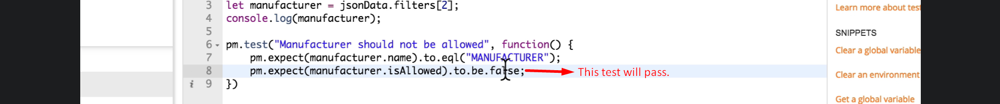 3 let manufacturer = jsonData.filters[2];
4 console.log(manufacturer);
5
6 pm.test("Manufacturer should not be allowed", function() {
7 pm.expect(manufacturer.name).to.eql("MANUFACTURER");
8 pm.expect(manufacturer.isAllowed).to.be.false; This test will pass.
i 9 })
Learn more about test
SNIPPETS
Clear a global variable
Clear an environment
Get a global variable